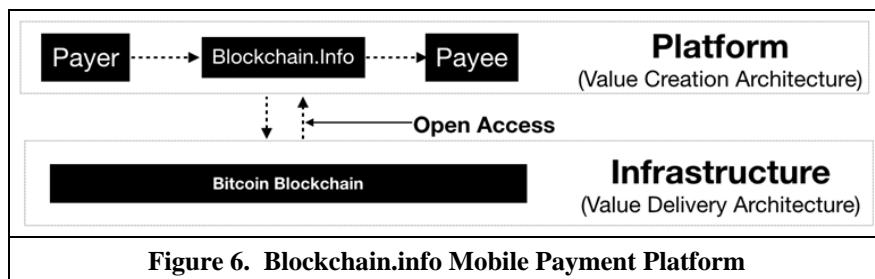 Payer
Blockchain.Info
Payee
Platform
(Value Creation Architecture)
Open Access
Bitcoin Blockchain
Infrastructure
(Value Delivery Architecture)
Figure 6. Blockchain.info Mobile Payment Platform